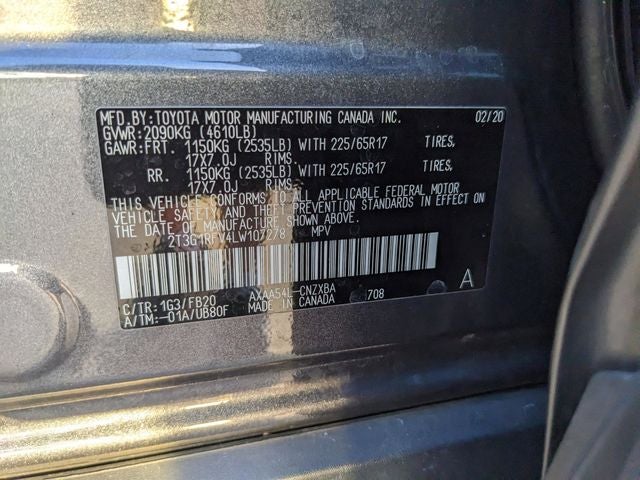 MFD.BY:TOYOTA MOTOR MANUFACTURING CANADA INC. 02/20
GVWR:2090KG (4610LB)
GAWR:FRT. 1150KG (2535LB) WITH 225/65R17 TIRES.
17X7.0J RIMS.
RR. 1150KG (2535LB) WITH 225/65R17 TIRES.
17X7.0J RIMS.
THIS VEHICLE CONFORMS TO ALL APPLICABLE FEDERAL MOTOR
VEHICLE SAFETY AND THEFT PREVENTION STANDARDS IN EFFECT ON
THE DATE OF MANUFACTURE SHOWN ABOVE.
2T3G1RFV4LW107278 MPV
C/TR:1G3/FB20 AXAA54L-CNZXBA 708 A
A/TM:-01A/UB80F MADE IN CANADA